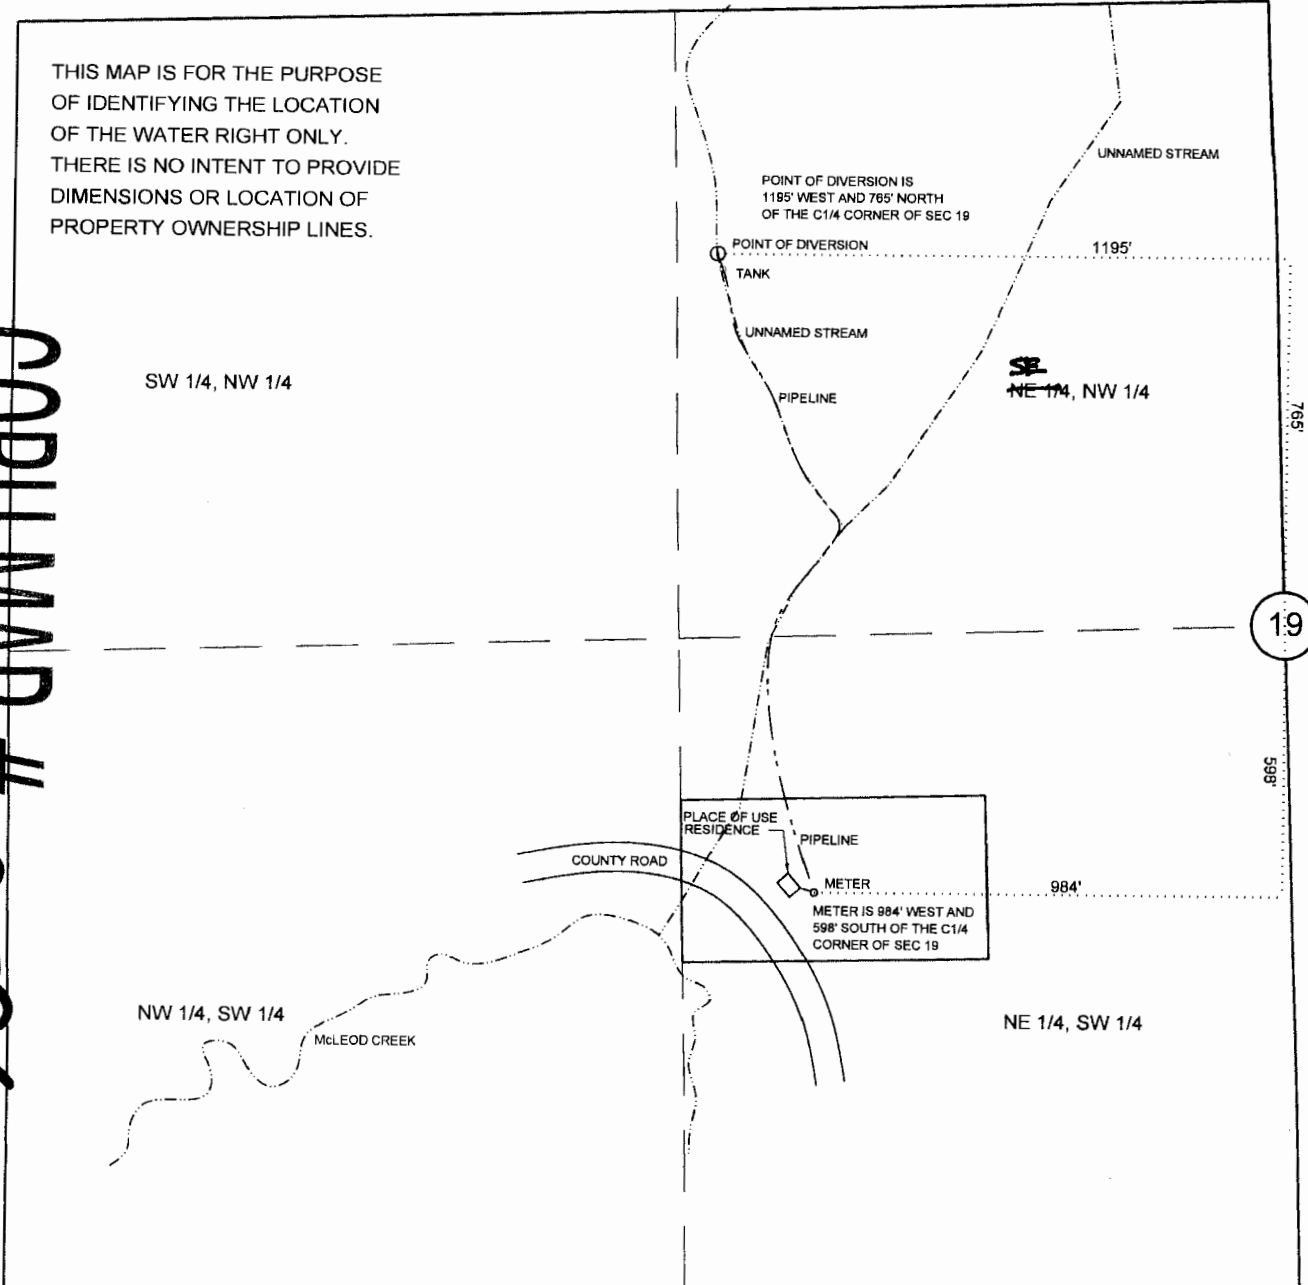 THIS MAP IS FOR THE PURPOSE
OF IDENTIFYING THE LOCATION
OF THE WATER RIGHT ONLY.
THERE IS NO INTENT TO PROVIDE
DIMENSIONS OR LOCATION OF
PROPERTY OWNERSHIP LINES.
UNNAMED STREAM
POINT OF DIVERSION IS
1195' WEST AND 765' NORTH
OF THE C1/4 CORNER OF SEC 19
POINT OF DIVERSION
1195'
TANK
UNNAMED STREAM
SW 1/4, NW 1/4
SE
NE 1/4, NW 1/4
PIPELINE
765'
19
598'
PLACE OF USE
RESIDENCE
PIPELINE
COUNTY ROAD
METER
984'
METER IS 984' WEST AND
598' SOUTH OF THE C1/4
CORNER OF SEC 19
NW 1/4, SW 1/4
NE 1/4, SW 1/4
McLEOD CREEK